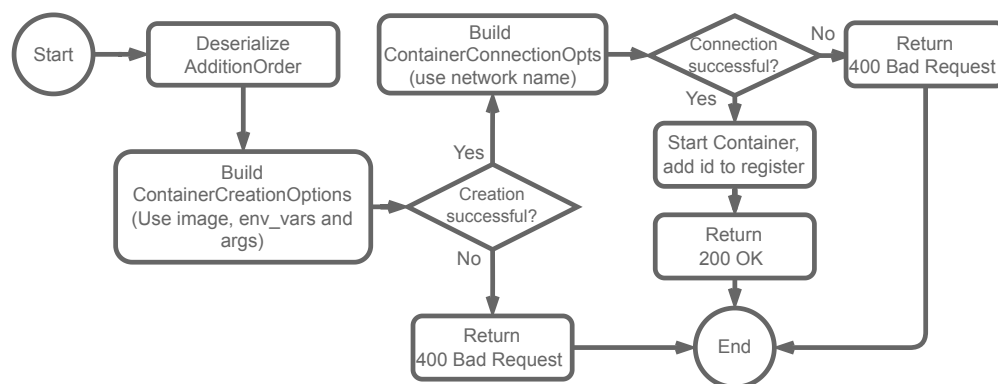 Start
Deserialize
AdditionOrder
Build
ContainerCreationOptions
(Use image, env_vars and
args)
Creation
successful?
Yes
No
Build
ContainerConnectionOpts
(use network name)
Connection
successful?
No
Yes
Return
400 Bad Request
Start Container,
add id to register
Return
200 OK
Return
400 Bad Request
End